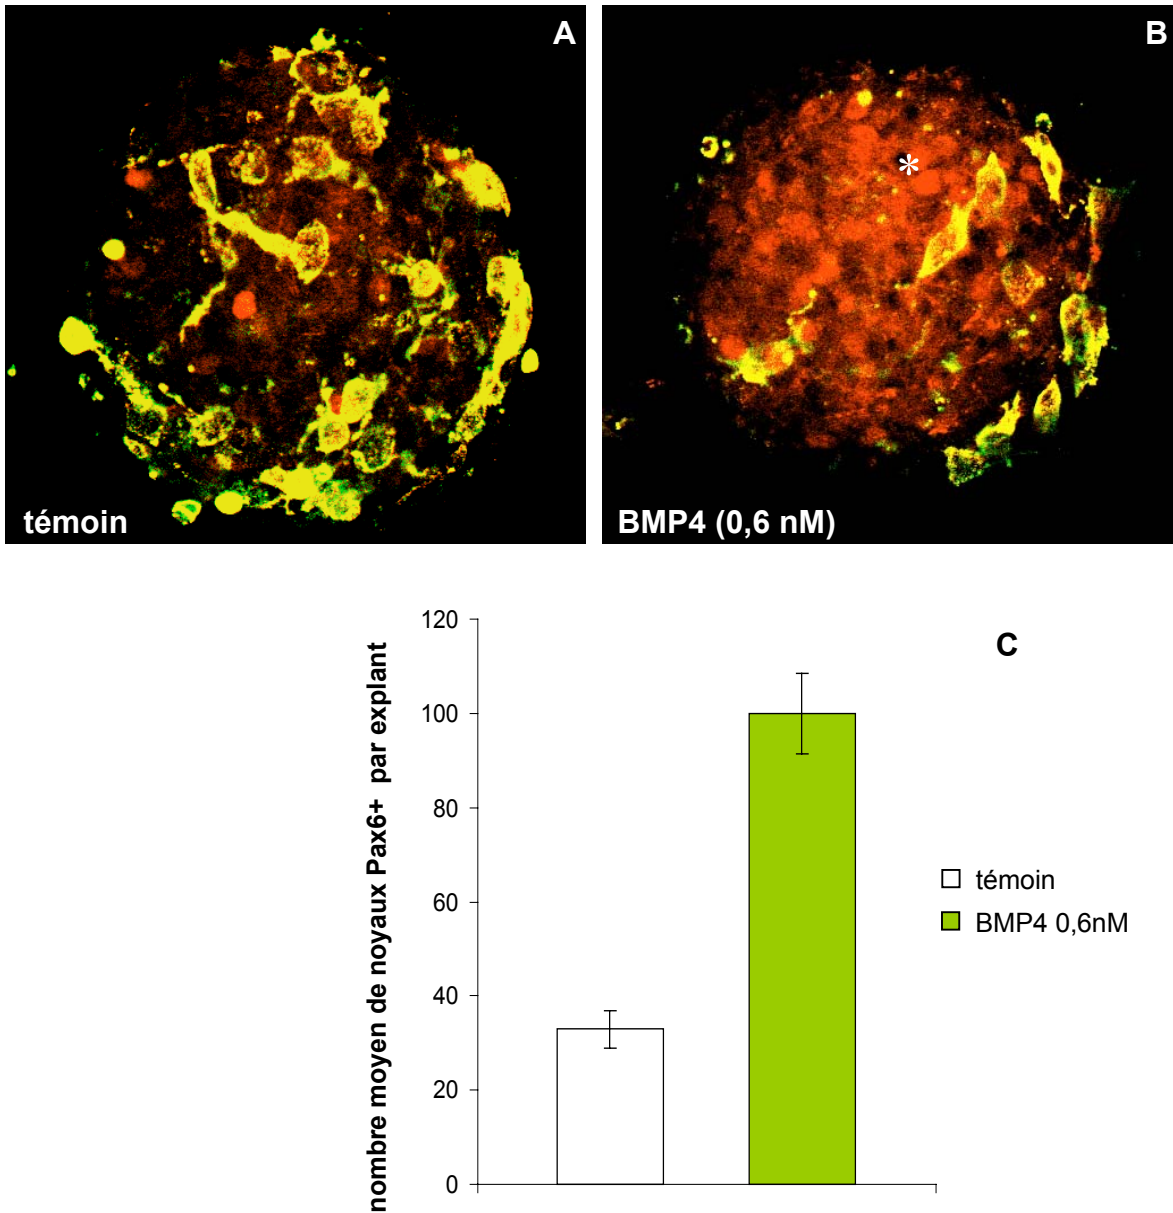 A
B
*
témoin
BMP4 (0,6 nM)
C
nombre moyen de noyaux Pax6+ par explant
120
100
80
60
40
20
0
témoin
BMP4 0,6nM